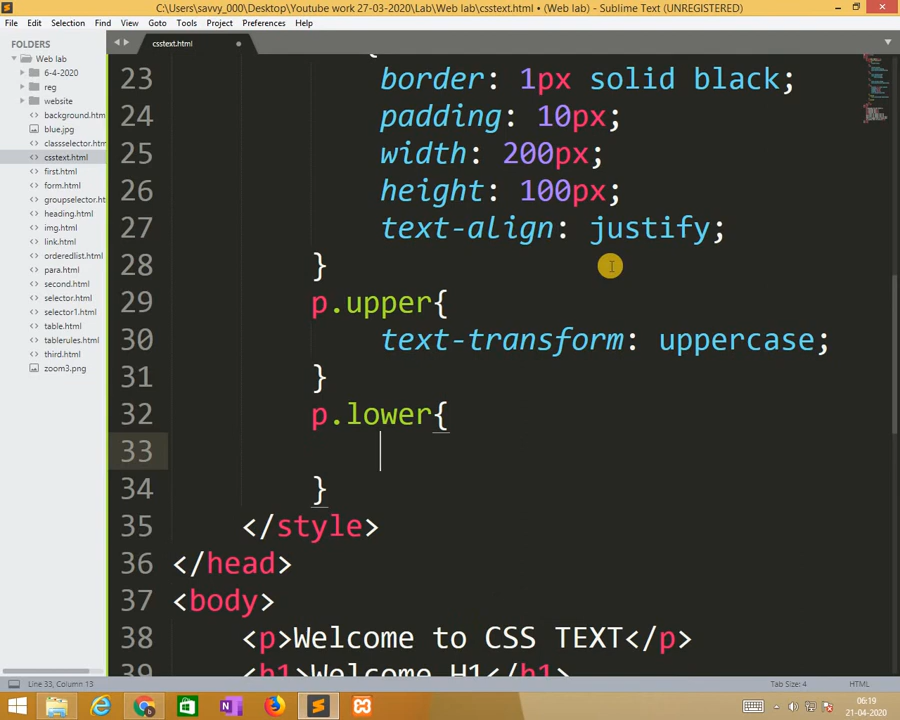 C:\Users\savvy_000\Desktop\Youtube work 27-03-2020\Lab\Web lab\csstext.html • (Web lab) - Sublime Text (UNREGISTERED)
File Edit Selection Find View Goto Tools Project Preferences Help
FOLDERS
Web lab
6-4-2020
reg
website
background.htm
blue.jpg
classselector.htm
csstext.html
first.html
form.html
groupselector.htm
heading.html
img.html
link.html
orderedlist.html
para.html
second.html
selector.html
selector1.html
table.html
tablerules.html
third.html
zoom3.png
csstext.html
23 border: 1px solid black;
24 padding: 10px;
25 width: 200px;
26 height: 100px;
27 text-align: justify;
28 }
29 p.upper{
30 text-transform: uppercase;
31 }
32 p.lower{
33
34 }
35 </style>
36 </head>
37 <body>
38 <p>Welcome to CSS TEXT</p>
39 <h1>Welcome H1</h1>
Line 33, Column 13
Tab Size: 4
HTML
06:19
21-04-2020